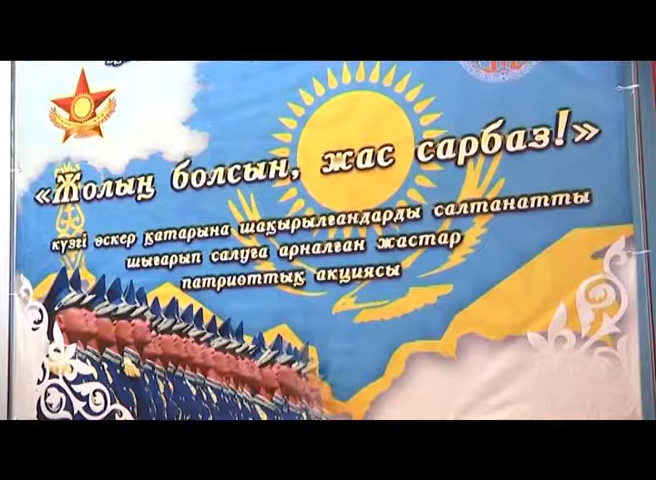 «Жолың болсын, жас сарбаз!»
күзгі әскер қатарына шақырылғандарды салтанатты
шығарып салуға арналған жастар
патриоттық акциясы